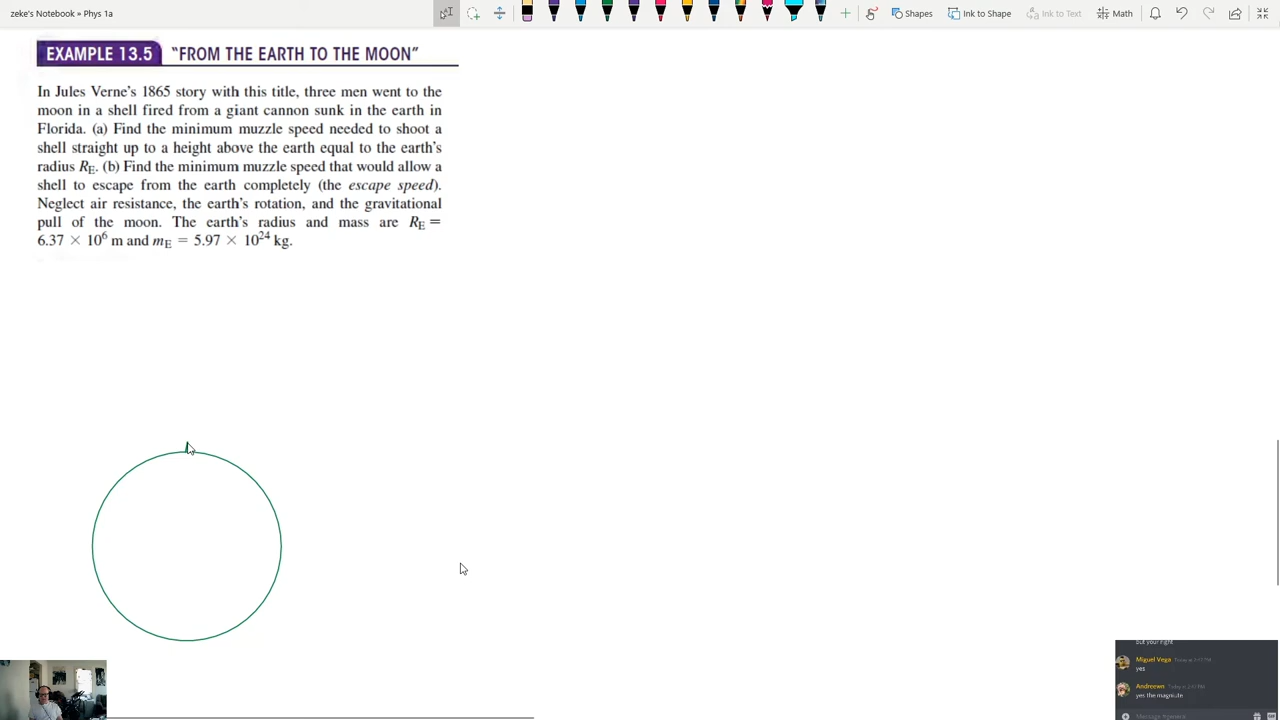 zeke's Notebook » Phys 1a
Shapes
Ink to Shape
Ink to Text
Math
EXAMPLE 13.5 "FROM THE EARTH TO THE MOON"
In Jules Verne's 1865 story with this title, three men went to the
moon in a shell fired from a giant cannon sunk in the earth in
Florida. (a) Find the minimum muzzle speed needed to shoot a
shell straight up to a height above the earth equal to the earth's
radius RE. (b) Find the minimum muzzle speed that would allow a
shell to escape from the earth completely (the escape speed).
Neglect air resistance, the earth's rotation, and the gravitational
pull of the moon. The earth's radius and mass are RE =
6.37 × 10⁶ m and mE = 5.97 × 10²⁴ kg.
but your right
Miguel Vega
yes
Andreewn
yes the